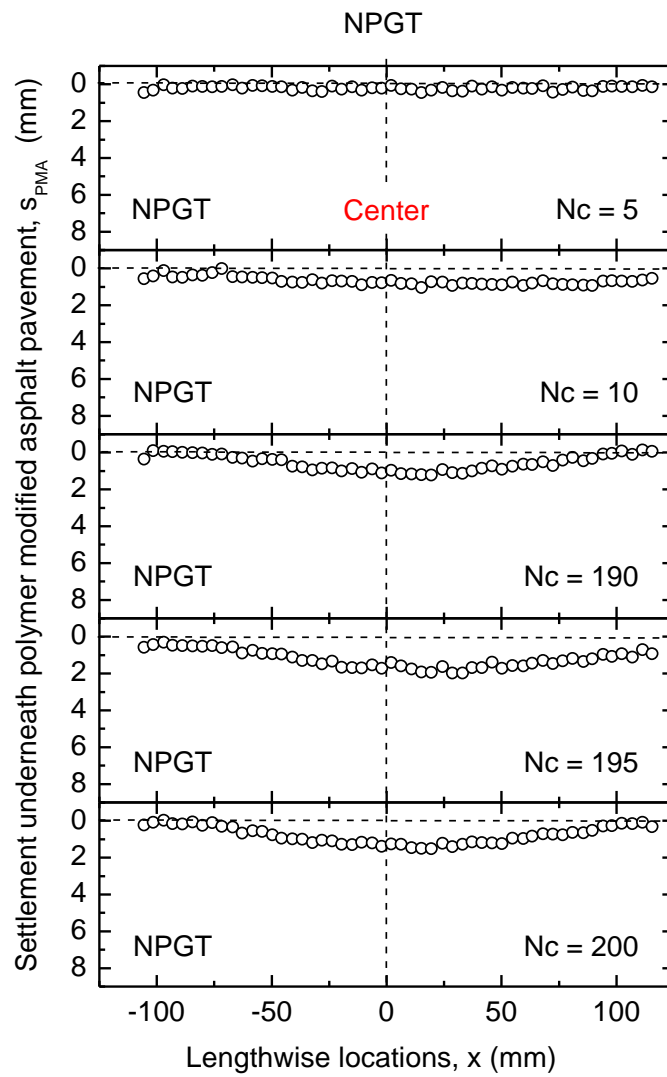 NPGT
Settlement underneath polymer modified asphalt pavement, s_PMA (mm)
0
2
4
6
8
NPGT Center Nc = 5
0
2
4
6
8
NPGT Nc = 10
0
2
4
6
8
NPGT Nc = 190
0
2
4
6
8
NPGT Nc = 195
0
2
4
6
8
NPGT Nc = 200
-100 -50 0 50 100
Lengthwise locations, x (mm)